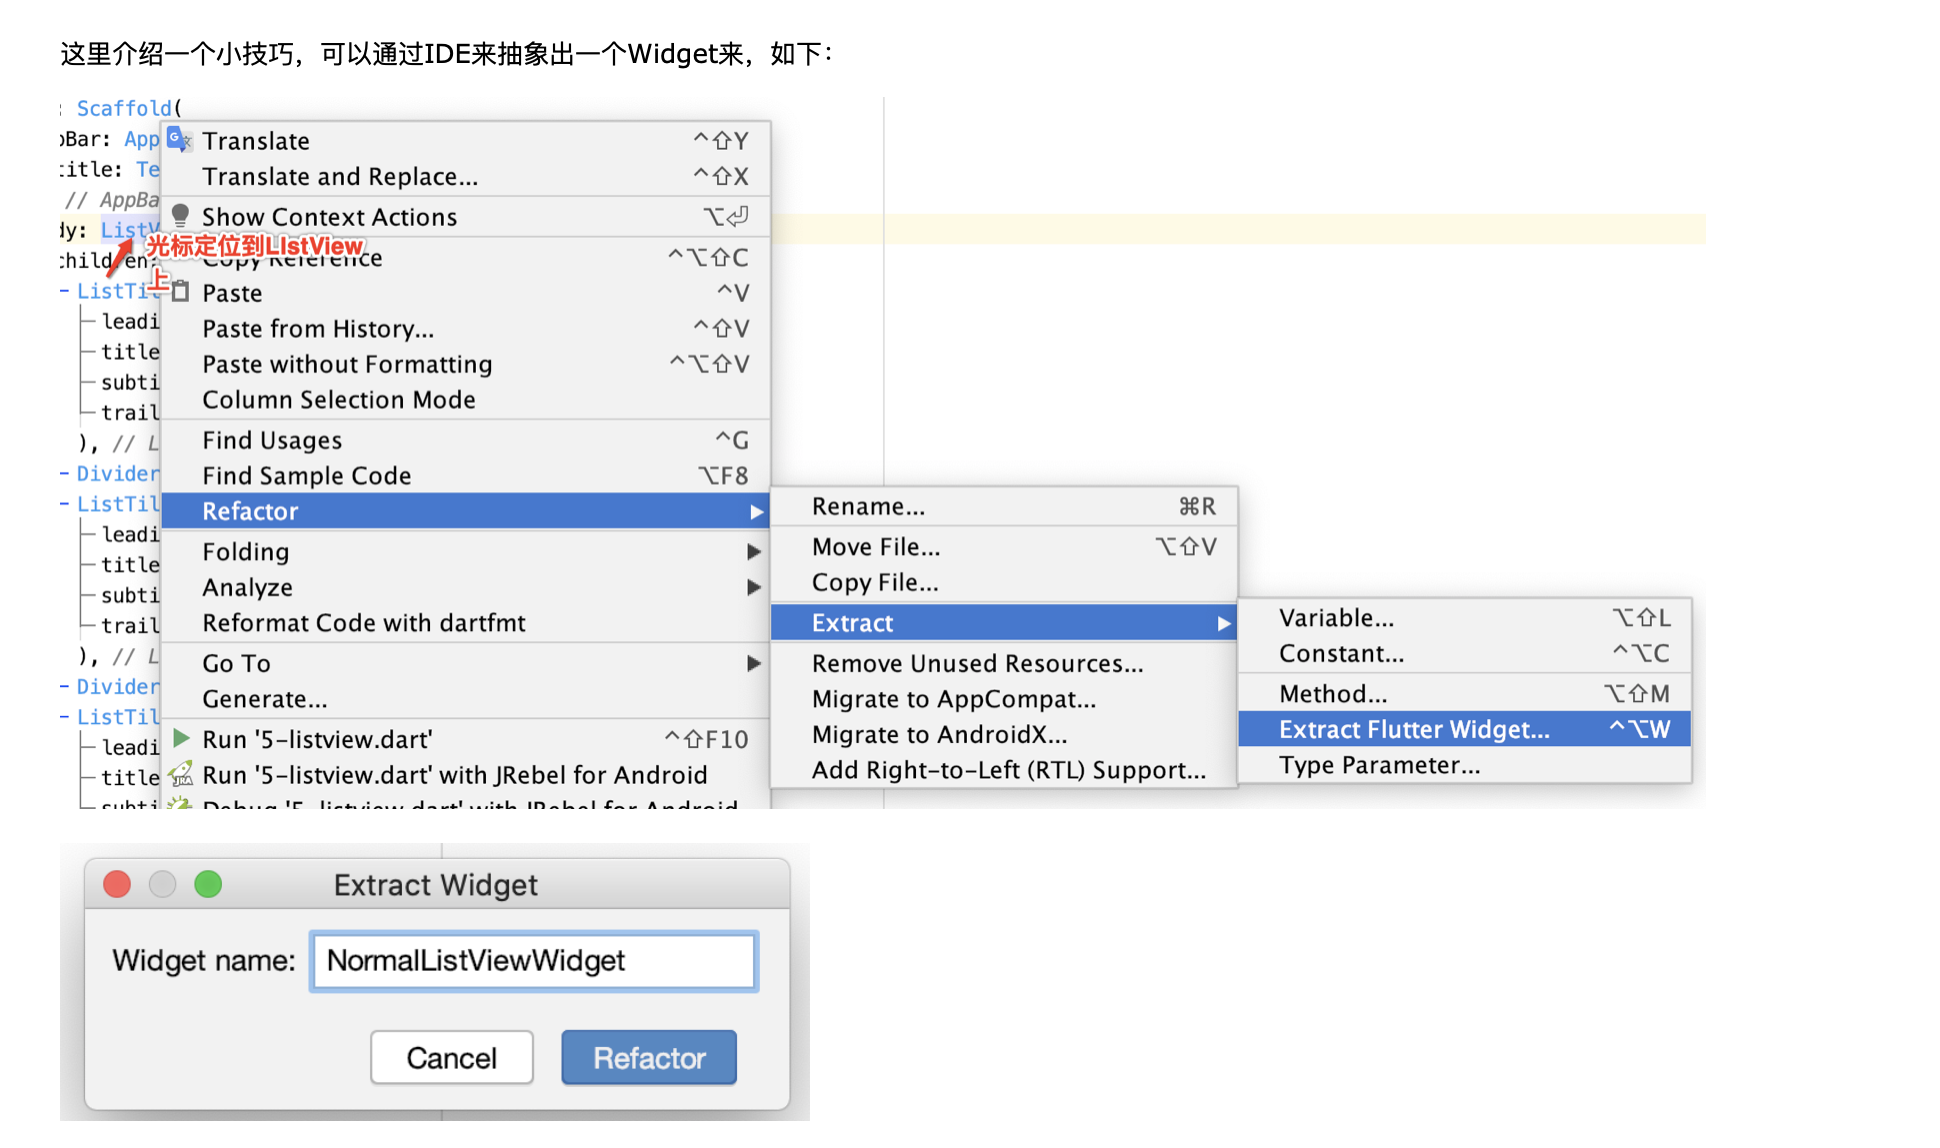 这里介绍一个小技巧，可以通过IDE来抽象出一个Widget来，如下：
: Scaffold(
pBar: App
title: Te
// AppBa
dy: ListV
children:
- ListTil
leadi
title
subti
trail
), // L
- Divider
- ListTil
leadi
title
subti
trail
), // L
- Divider
- ListTil
leadi
title
subti
光标定位到LIstView
上
Translate ^⇧Y
Translate and Replace... ^⇧X
Show Context Actions ⌥⏎
Copy Reference ^⌥⇧C
Paste ^V
Paste from History... ^⇧V
Paste without Formatting ^⌥⇧V
Column Selection Mode
Find Usages ^G
Find Sample Code ⌥F8
Refactor ▶
Folding ▶
Analyze ▶
Reformat Code with dartfmt
Go To ▶
Generate...
Run '5-listview.dart' ^⇧F10
Run '5-listview.dart' with JRebel for Android
Debug '5-listview.dart' with JRebel for Android
Rename... ⌘R
Move File... ⌥⇧V
Copy File...
Extract ▶
Remove Unused Resources...
Migrate to AppCompat...
Migrate to AndroidX...
Add Right-to-Left (RTL) Support...
Variable... ⌥⇧L
Constant... ^⌥C
Method... ⌥⇧M
Extract Flutter Widget... ^⌥W
Type Parameter...
Extract Widget
Widget name: NormalListViewWidget
Cancel Refactor